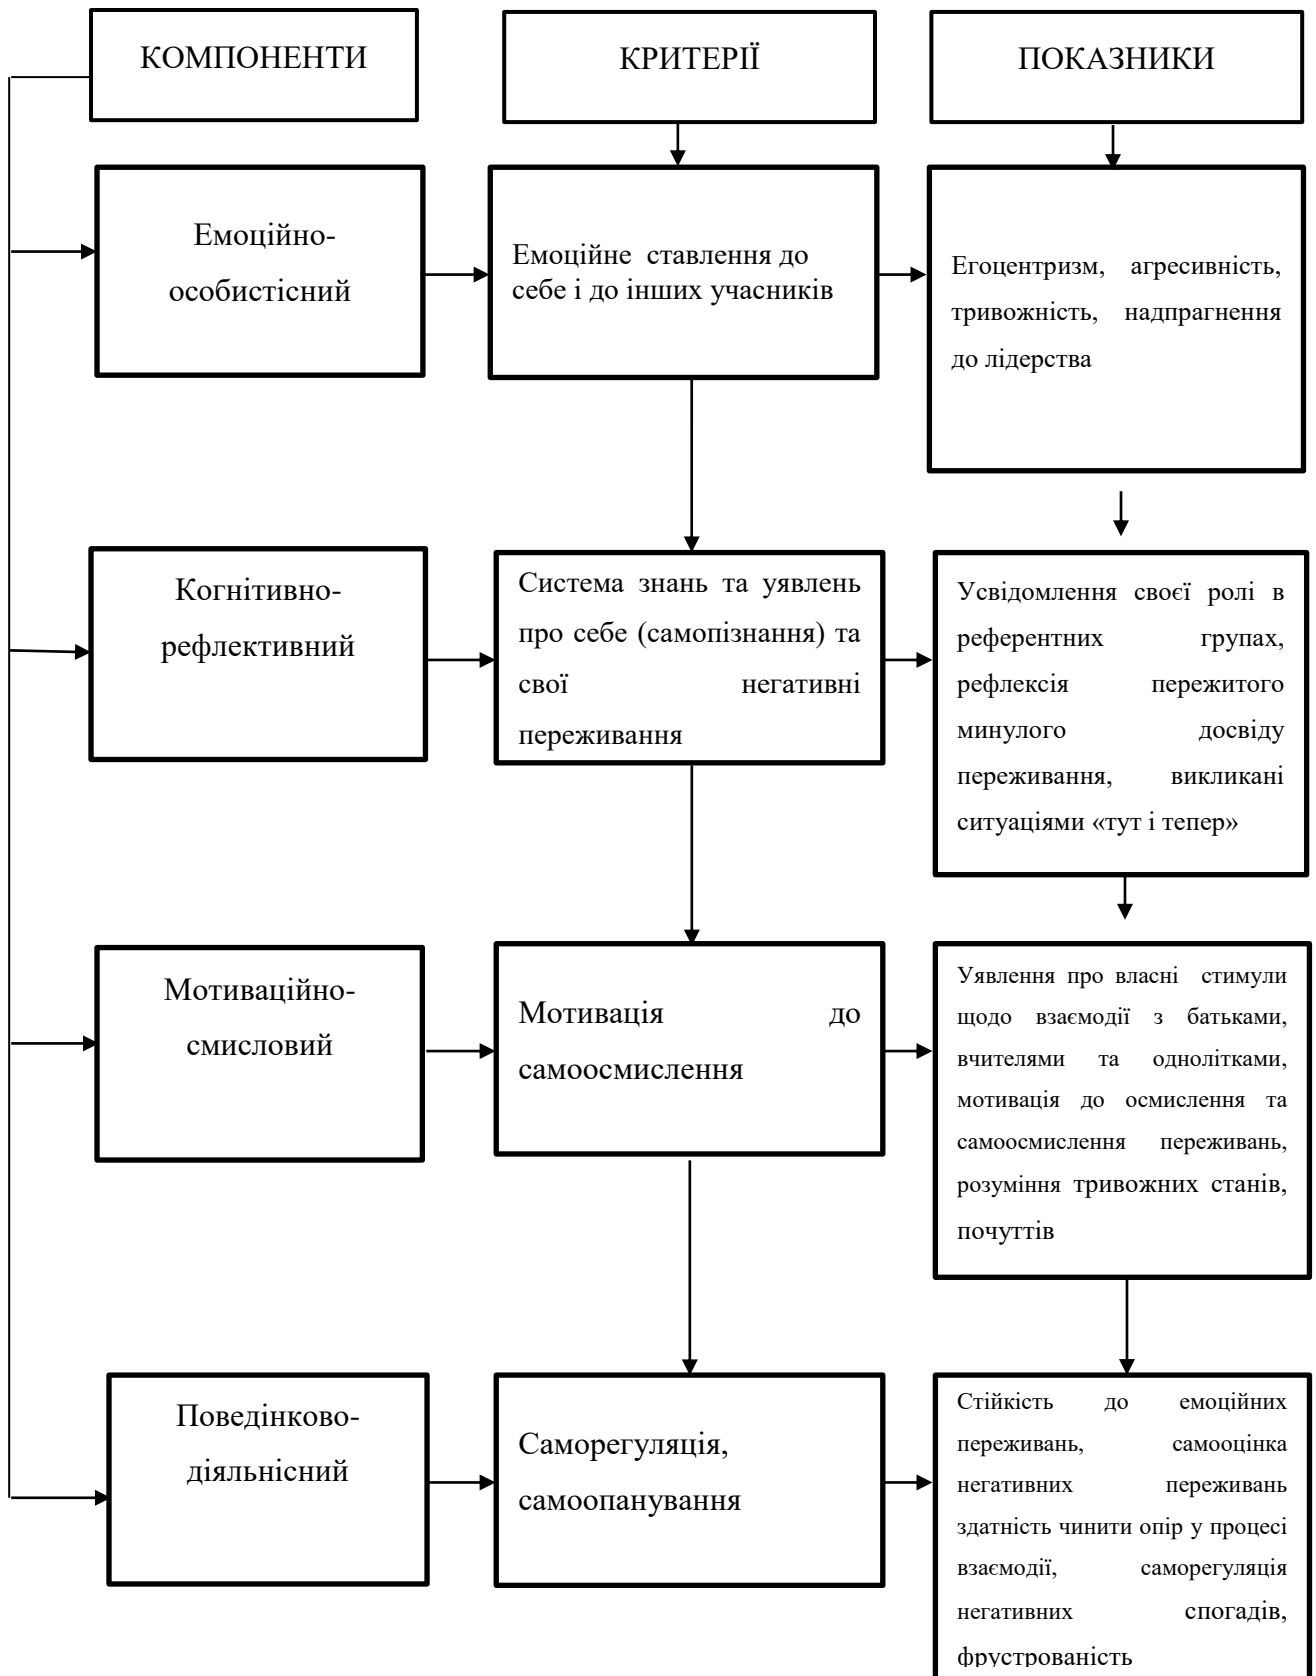 КОМПОНЕНТИ
КРИТЕРІЇ
ПОКАЗНИКИ
Емоційно-
особистісний
Емоційне ставлення до
себе і до інших учасників
Егоцентризм, агресивність,
тривожність, надпрагнення
до лідерства
Когнітивно-
рефлективний
Система знань та уявлень
про себе (самопізнання) та
свої негативні
переживання
Усвідомлення своєї ролі в
референтних групах,
рефлексія пережитого
минулого досвіду
переживання, викликані
ситуаціями «тут і тепер»
Мотиваційно-
смисловий
Мотивація до
самоосмислення
Уявлення про власні стимули
щодо взаємодії з батьками,
вчителями та однолітками,
мотивація до осмислення та
самоосмислення переживань,
розуміння тривожних станів,
почуттів
Поведінково-
діяльнісний
Саморегуляція,
самоопанування
Стійкість до емоційних
переживань, самооцінка
негативних переживань
здатність чинити опір у процесі
взаємодії, саморегуляція
негативних спогадів,
фрустрованість